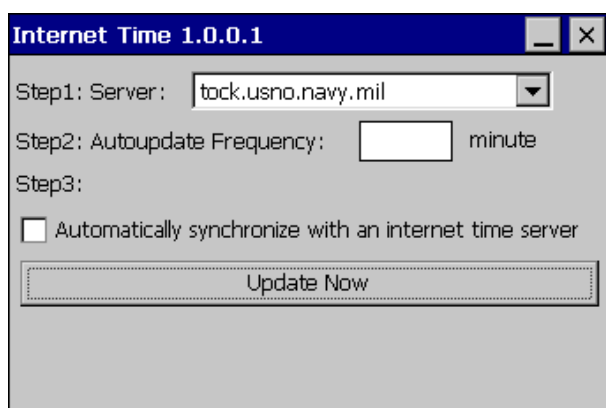 Internet Time 1.0.0.1
Step1: Server: tock.usno.navy.mil
Step2: Autoupdate Frequency: minute
Step3:
Automatically synchronize with an internet time server
Update Now